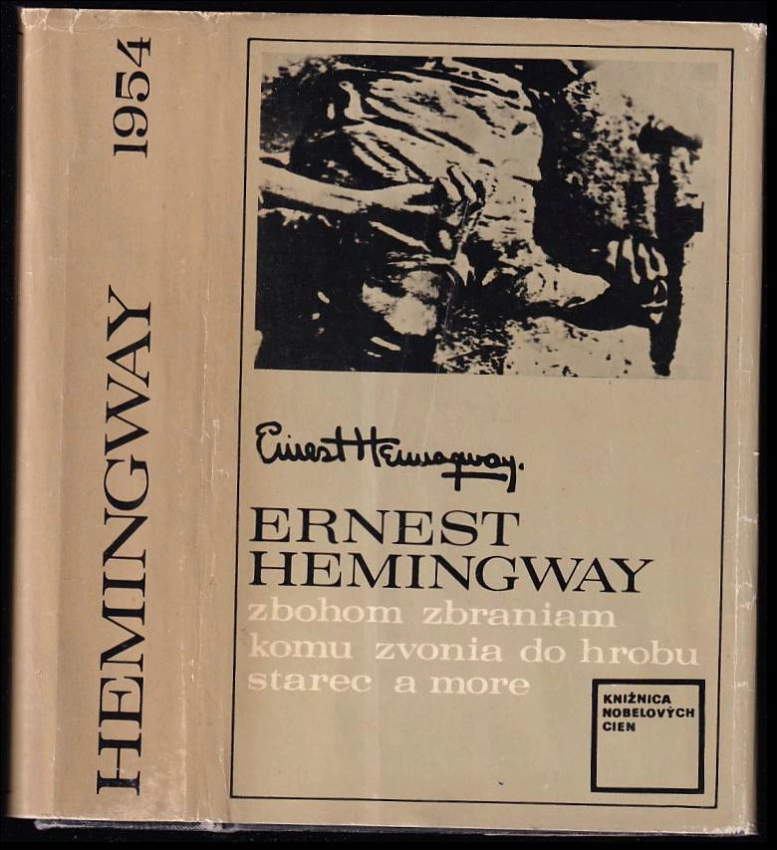 HEMINGWAY 1954
Ernest Hemingway.
ERNEST
HEMINGWAY
zbohom zbraniam
komu zvonia do hrobu
starec a more
KNIŽNICA
NOBELOVÝCH
CIEN